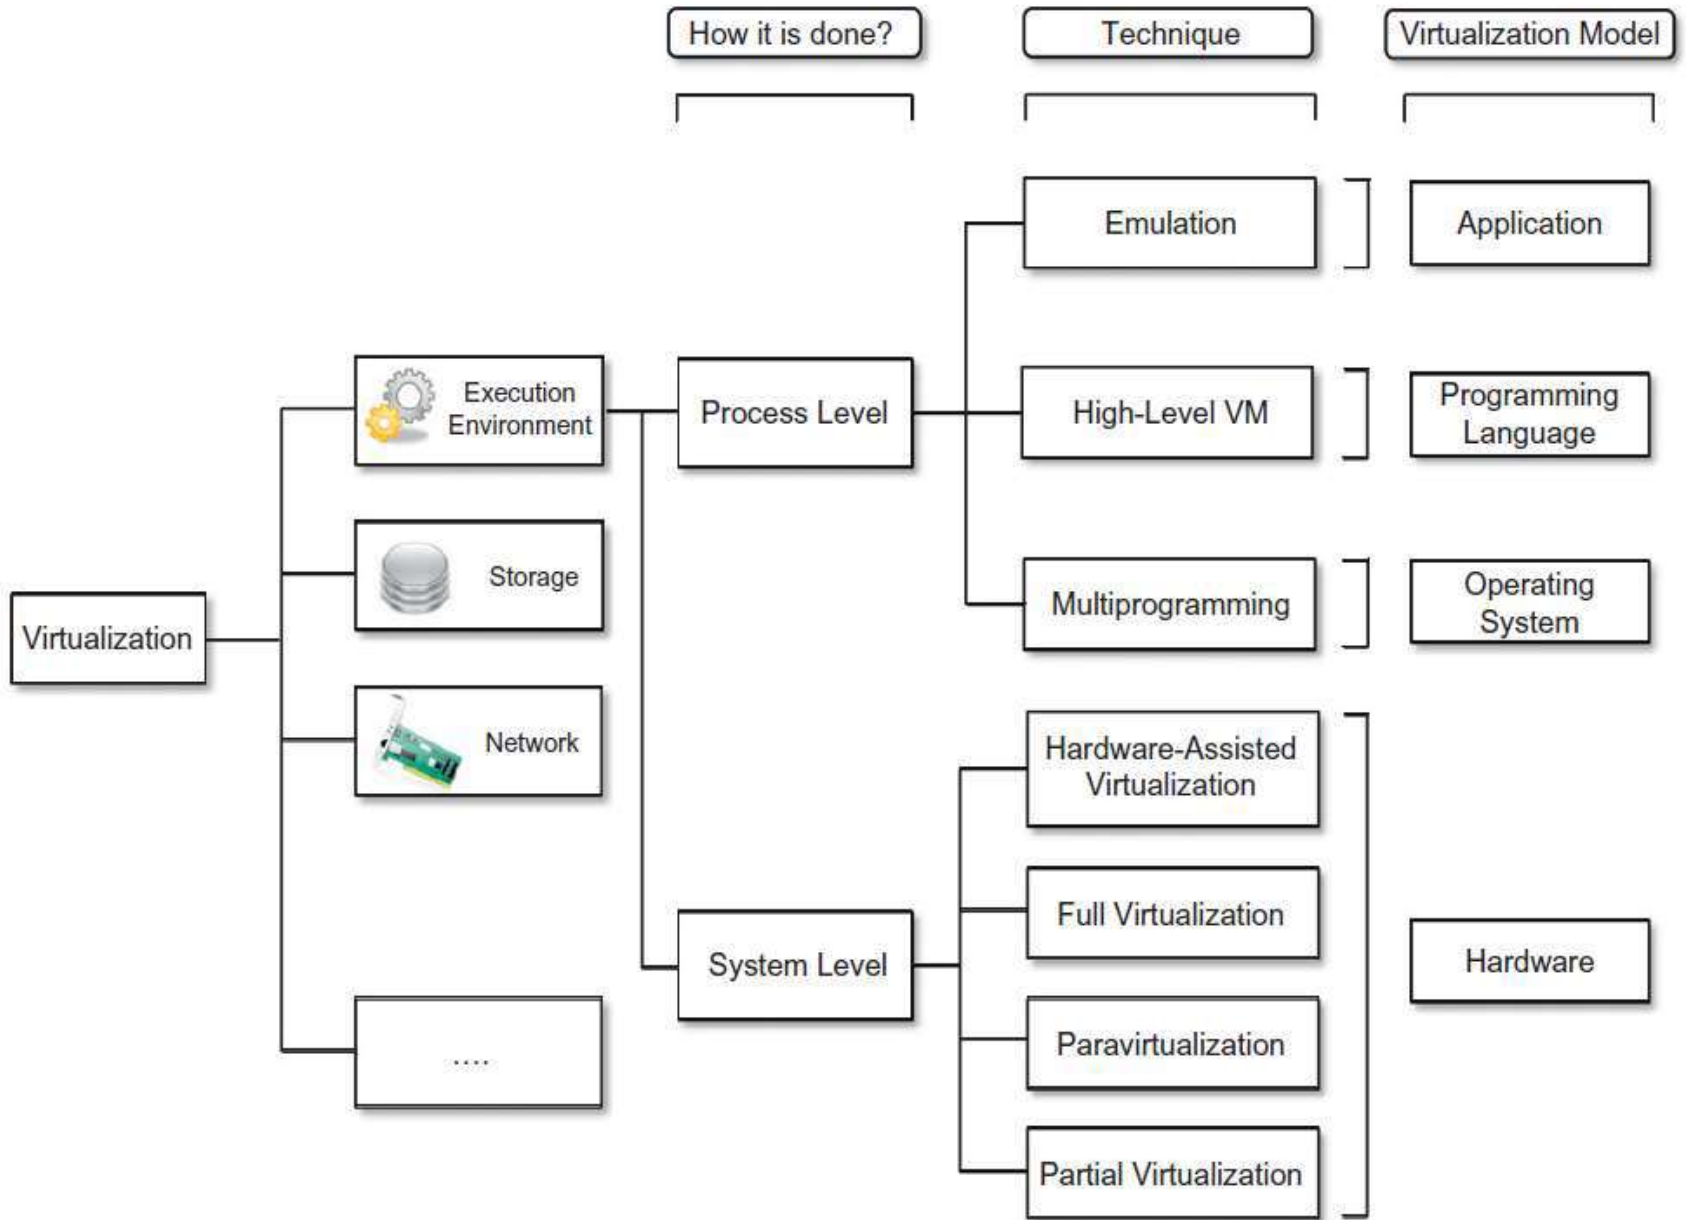 How it is done?
Technique
Virtualization Model
Emulation
Application
Execution
Environment
Process Level
High-Level VM
Programming
Language
Storage
Multiprogramming
Operating
System
Virtualization
Network
Hardware-Assisted
Virtualization
Full Virtualization
System Level
Hardware
Paravirtualization
....
Partial Virtualization